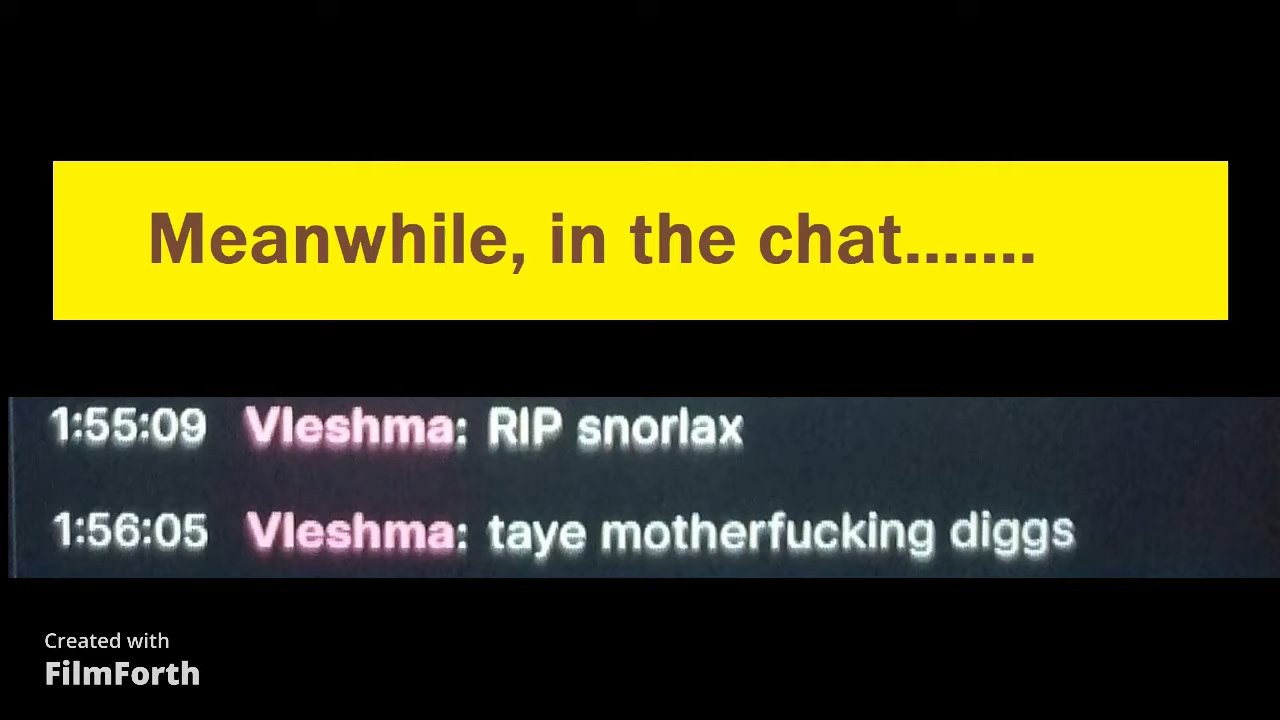 Meanwhile, in the chat.......
1:55:09 Vleshma: RIP snorlax
1:56:05 Vleshma: taye motherfucking diggs
Created with
FilmForth